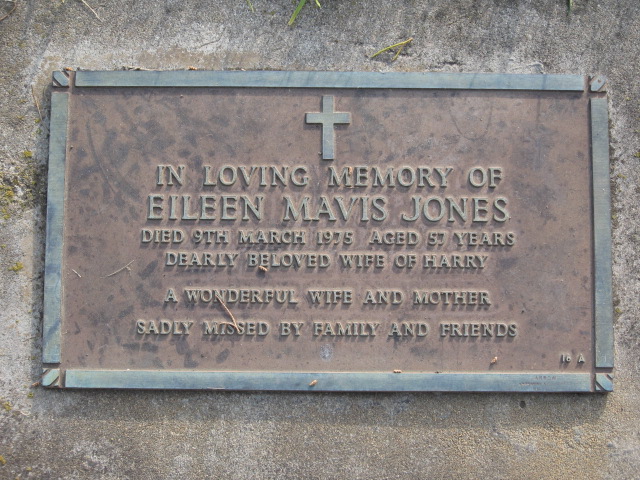 IN LOVING MEMORY OF
EILEEN MAVIS JONES
DIED 9TH MARCH 1975 AGED 57 YEARS
DEARLY BELOVED WIFE OF HARRY
A WONDERFUL WIFE AND MOTHER
SADLY MISSED BY FAMILY AND FRIENDS
16 A